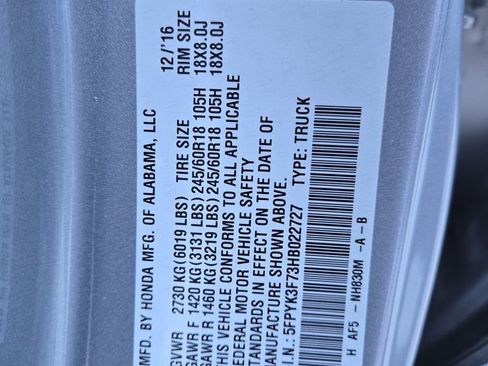 MFD. BY HONDA MFG. OF ALABAMA, LLC 12/'16
GVWR 2730 KG(6019 LBS) TIRE SIZE RIM SIZE
GAWR F 1420 KG(3131 LBS) 245/60R18 105H 18X8.0J
GAWR R 1460 KG(3219 LBS) 245/60R18 105H 18X8.0J
THIS VEHICLE CONFORMS TO ALL APPLICABLE
FEDERAL MOTOR VEHICLE SAFETY
STANDARDS IN EFFECT ON THE DATE OF
MANUFACTURE SHOWN ABOVE.
V.I.N.: 5FPYK3F73HB022727 TYPE: TRUCK
H AF5 - NH830M -A-B